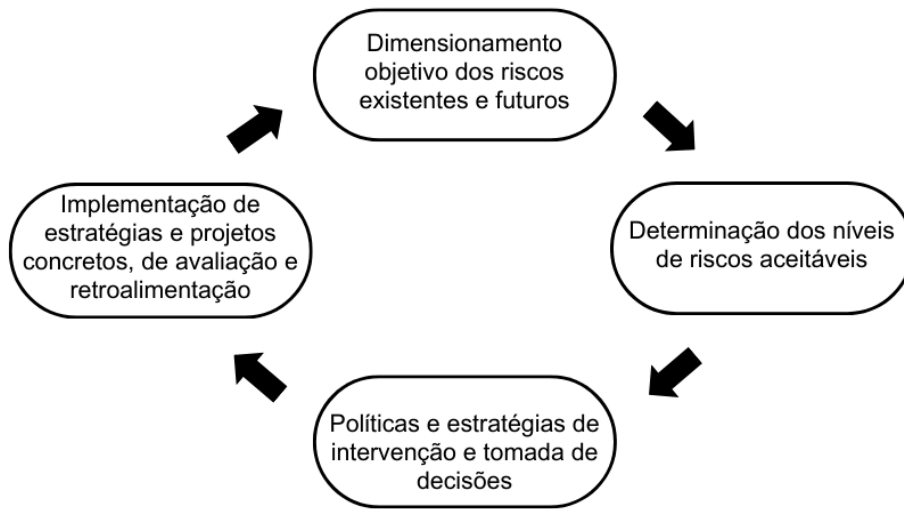 Dimensionamento
objetivo dos riscos
existentes e futuros
Determinação dos níveis
de riscos aceitáveis
Políticas e estratégias de
intervenção e tomada de
decisões
Implementação de
estratégias e projetos
concretos, de avaliação e
retroalimentação